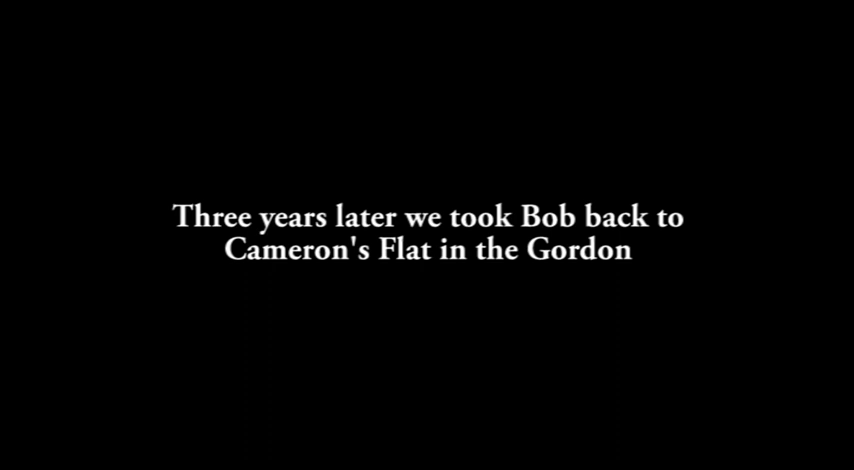 Three years later we took Bob back to
Cameron's Flat in the Gordon